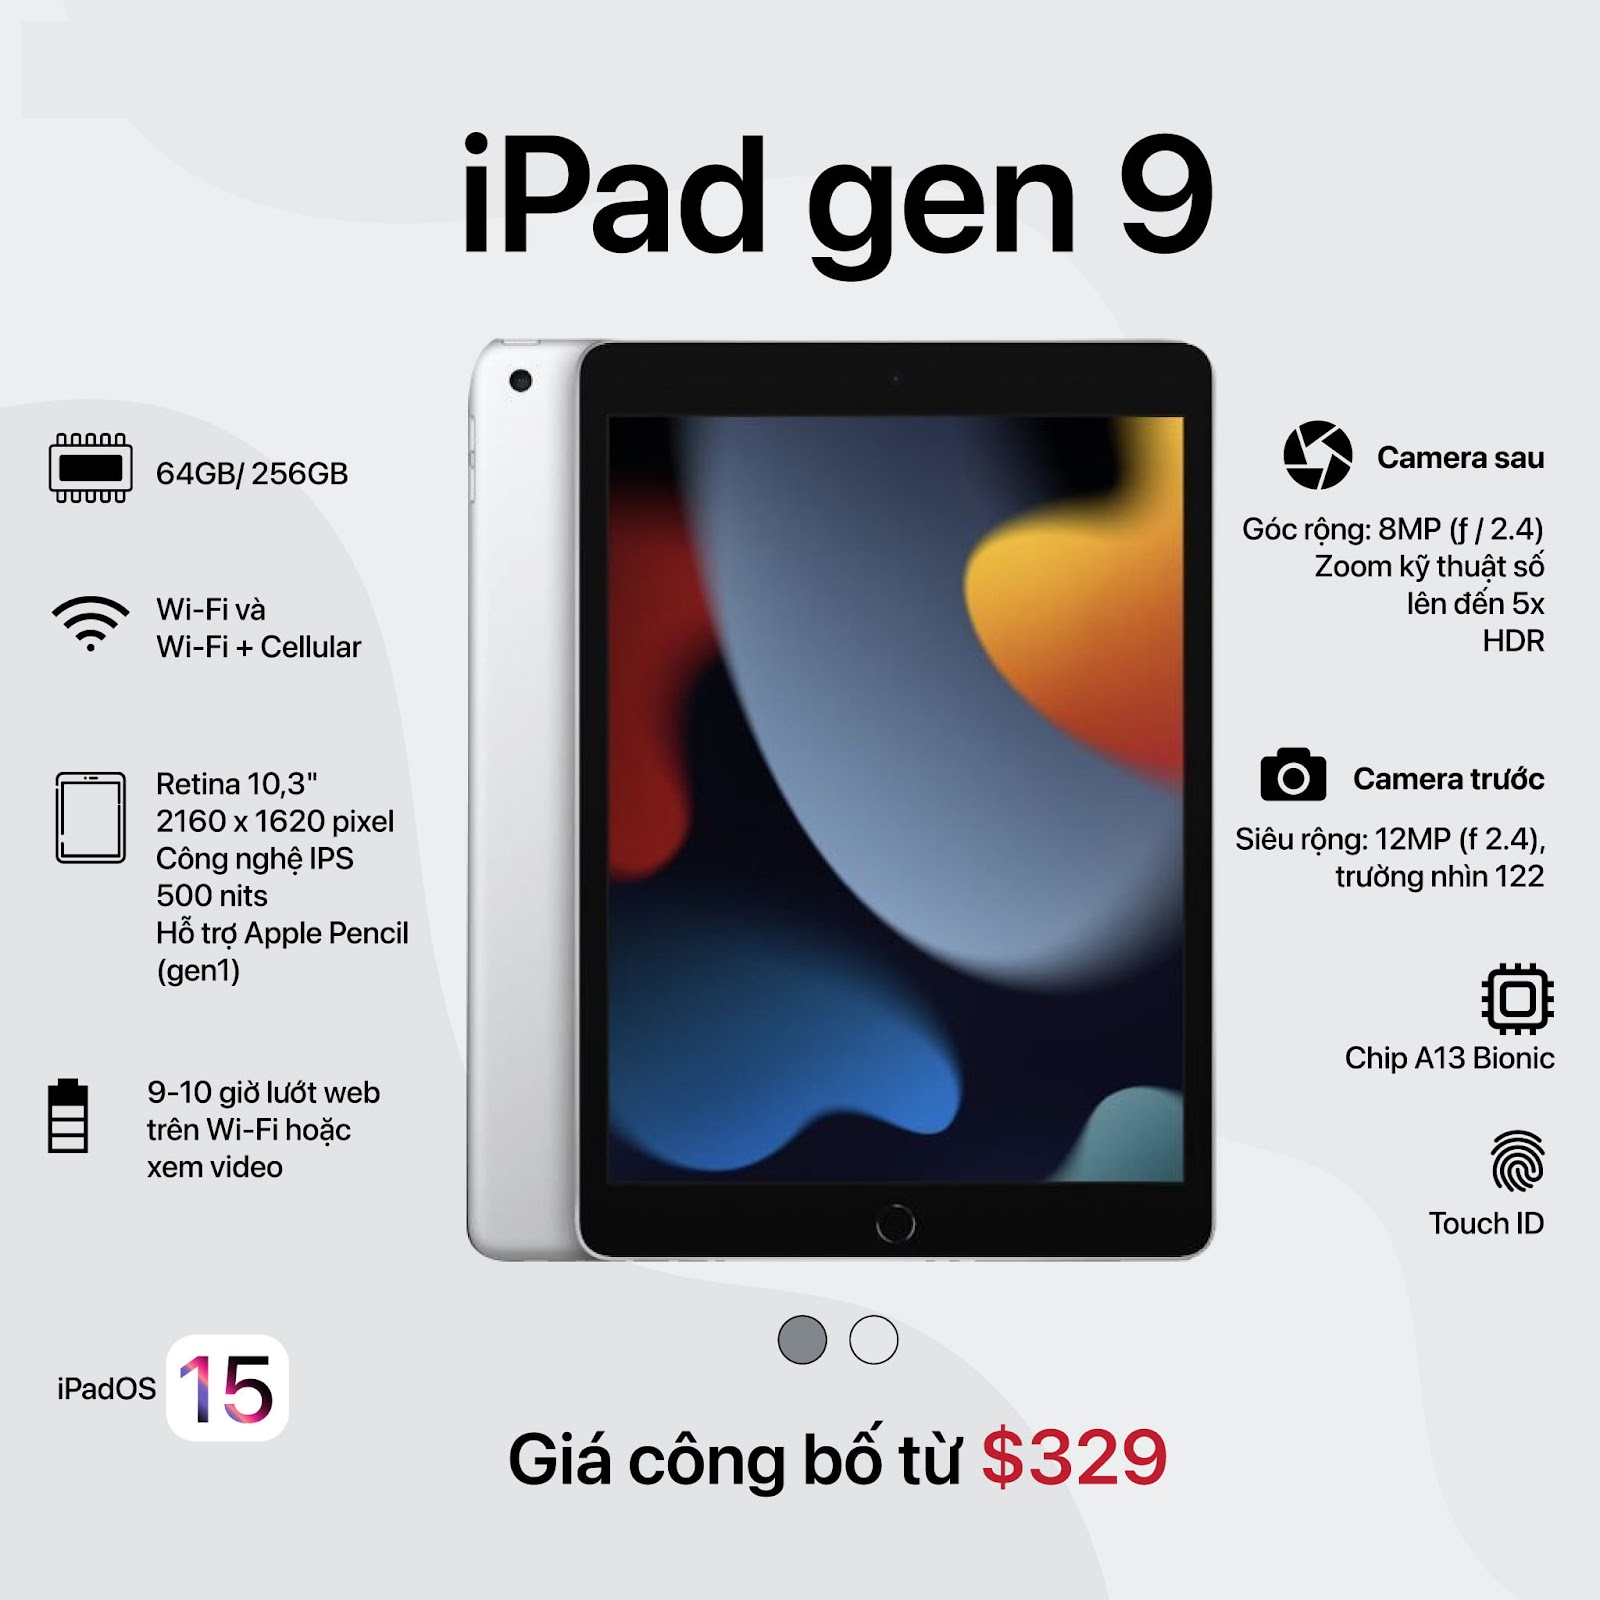 iPad gen 9
64GB/ 256GB
Wi-Fi và
Wi-Fi + Cellular
Retina 10,3"
2160 x 1620 pixel
Công nghệ IPS
500 nits
Hỗ trợ Apple Pencil
(gen1)
9-10 giờ lướt web
trên Wi-Fi hoặc
xem video
iPadOS 15
Camera sau
Góc rộng: 8MP (ƒ / 2.4)
Zoom kỹ thuật số
lên đến 5x
HDR
Camera trước
Siêu rộng: 12MP (f 2.4),
trường nhìn 122
Chip A13 Bionic
Touch ID
Giá công bố từ $329